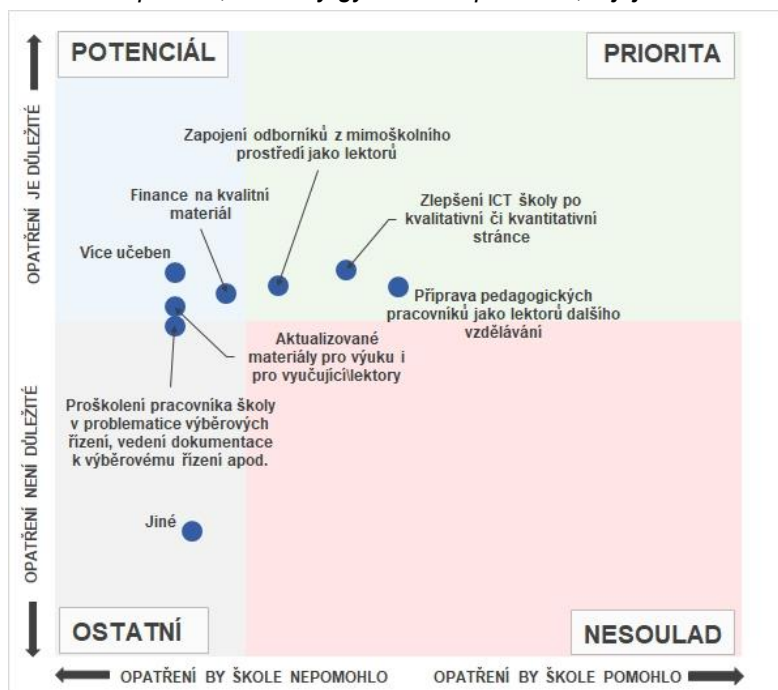 POTENCIÁL
PRIORITA
Zapojení odborníků z mimoškolního
prostředí jako lektorů
Finance na kvalitní
materiál
Zlepšení ICT školy po
kvalitativní či kvantitativní
stránce
Více učeben
Příprava pedagogických
pracovníků jako lektorů dalšího
vzdělávání
Aktualizované
materiály pro výuku i
pro vyučující\lektory
Proškolení pracovníka školy
v problematice výběrových
řízení, vedení dokumentace
k výběrovému řízení apod.
Jiné
OSTATNÍ
NESOULAD
OPATŘENÍ JE DŮLEŽITÉ
OPATŘENÍ NENÍ DŮLEŽITÉ
OPATŘENÍ BY ŠKOLE NEPOMOHLO
OPATŘENÍ BY ŠKOLE POMOHLO